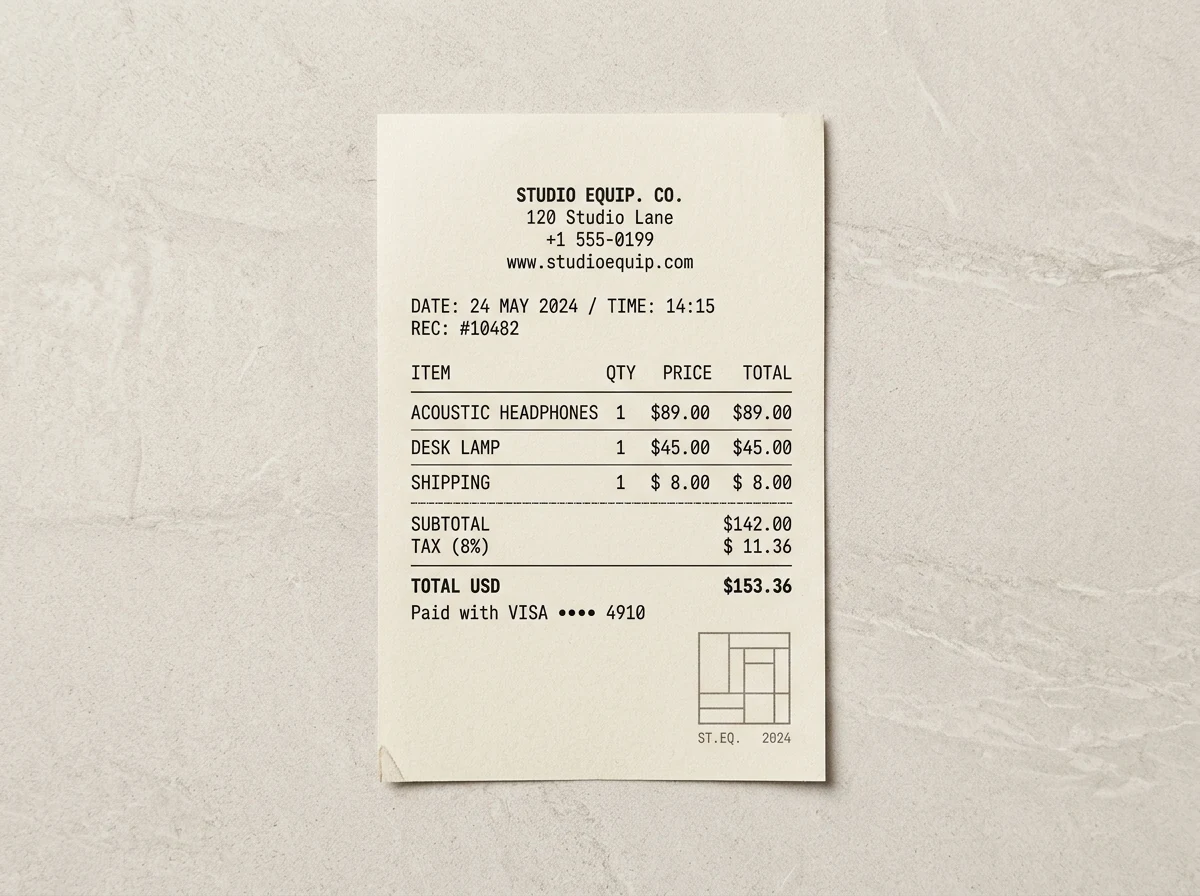 STUDIO EQUIP. CO.
120 Studio Lane
+1 555-0199
www.studioequip.com
DATE: 24 MAY 2024 / TIME: 14:15
REC: #10482
ITEM QTY PRICE TOTAL
ACOUSTIC HEADPHONES 1 $89.00 $89.00
DESK LAMP 1 $45.00 $45.00
SHIPPING 1 $ 8.00 $ 8.00
SUBTOTAL $142.00
TAX (8%) $ 11.36
TOTAL USD $153.36
Paid with VISA •••• 4910
ST.EQ. 2024